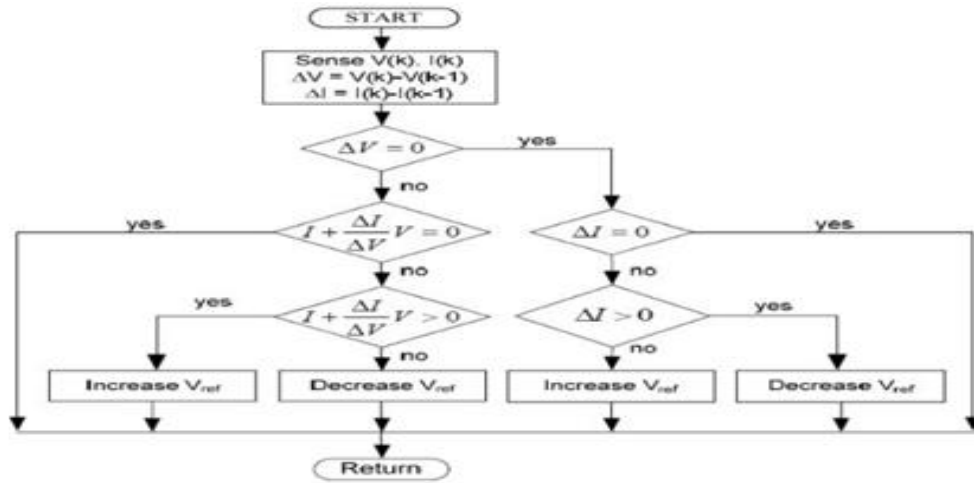 START
Sense V(k), I(k)
ΔV = V(k)-V(k-1)
ΔI = I(k)-I(k-1)
ΔV = 0
yes
no
yes
I + ΔI/ΔV V = 0
ΔI = 0
yes
no
no
yes
I + ΔI/ΔV V > 0
ΔI > 0
yes
no
no
Increase Vref
Decrease Vref
Increase Vref
Decrease Vref
Return